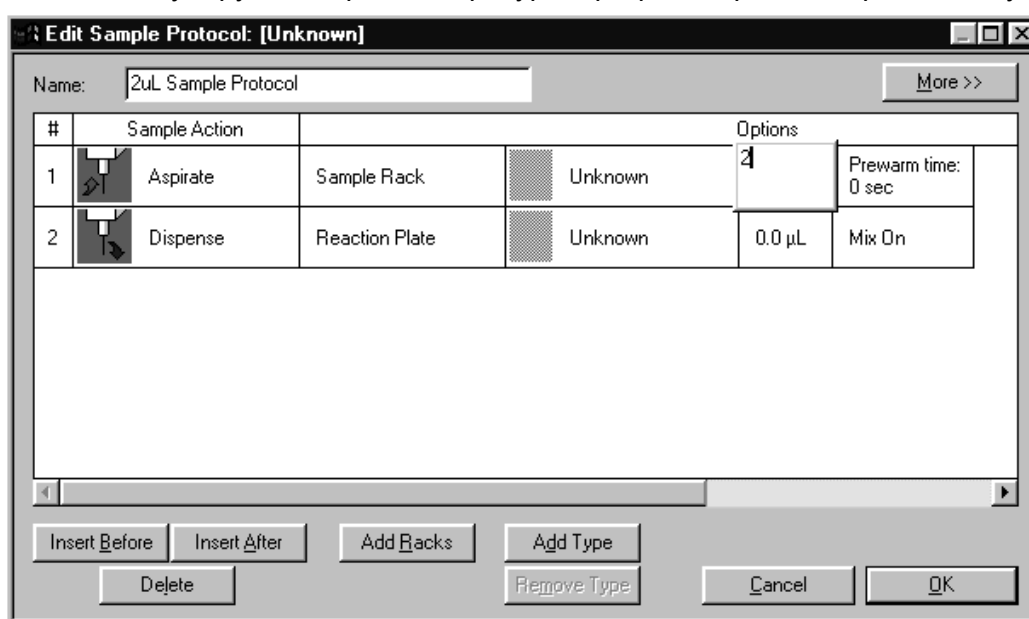 Edit Sample Protocol: [Unknown]
Name: 2uL Sample Protocol More >>
# Sample Action Options
1 Aspirate Sample Rack Unknown 2 Prewarm time:
0 sec
2 Dispense Reaction Plate Unknown 0.0 µL Mix On
Insert Before Insert After Add Racks Add Type
Delete Remove Type Cancel OK